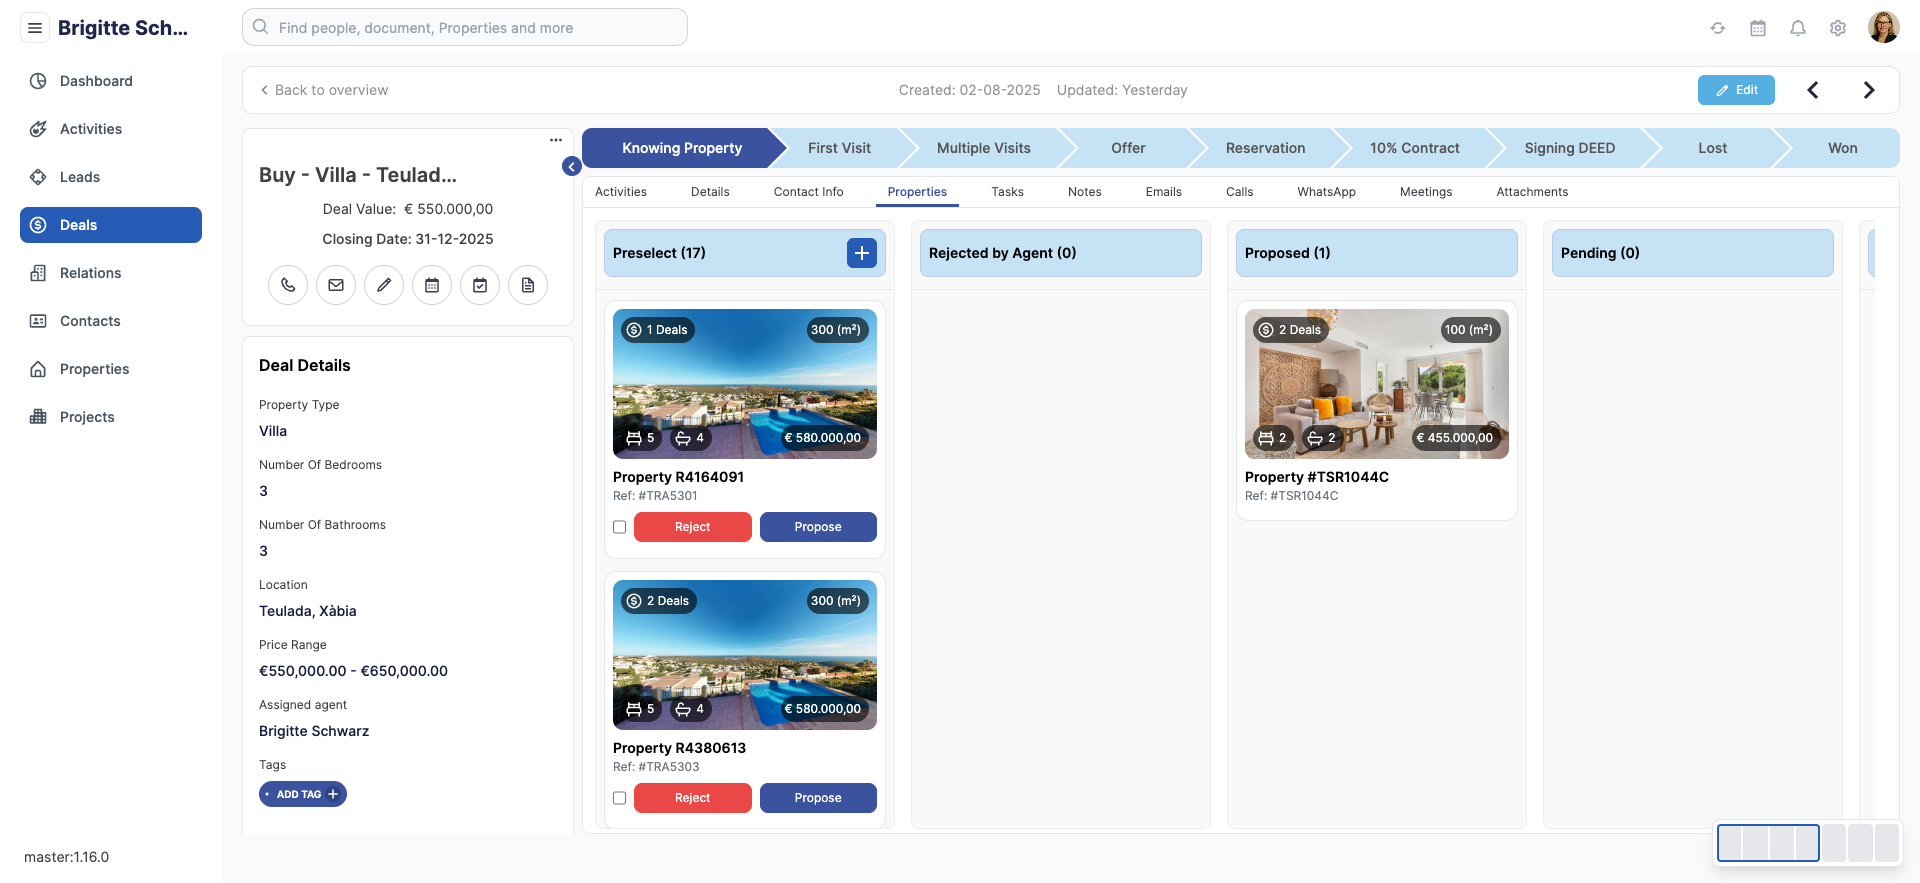 Brigitte Sch...
Find people, document, Properties and more
Dashboard
Activities
Leads
Deals
Relations
Contacts
Properties
Projects
master:1.16.0
Back to overview
Created: 02-08-2025 Updated: Yesterday
Edit
Buy - Villa - Teulad...
Deal Value: € 550.000,00
Closing Date: 31-12-2025
Deal Details
Property Type
Villa
Number Of Bedrooms
3
Number Of Bathrooms
3
Location
Teulada, Xàbia
Price Range
€550,000.00 - €650,000.00
Assigned agent
Brigitte Schwarz
Tags
ADD TAG
Knowing Property First Visit Multiple Visits Offer Reservation 10% Contract Signing DEED Lost Won
Activities Details Contact Info Properties Tasks Notes Emails Calls WhatsApp Meetings Attachments
Preselect (17)
1 Deals 300 (m²)
5 4 € 580.000,00
Property R4164091
Ref: #TRA5301
Reject Propose
2 Deals 300 (m²)
5 4 € 580.000,00
Property R4380613
Ref: #TRA5303
Reject Propose
Rejected by Agent (0)
Proposed (1)
2 Deals 100 (m²)
2 2 € 455.000,00
Property #TSR1044C
Ref: #TSR1044C
Pending (0)